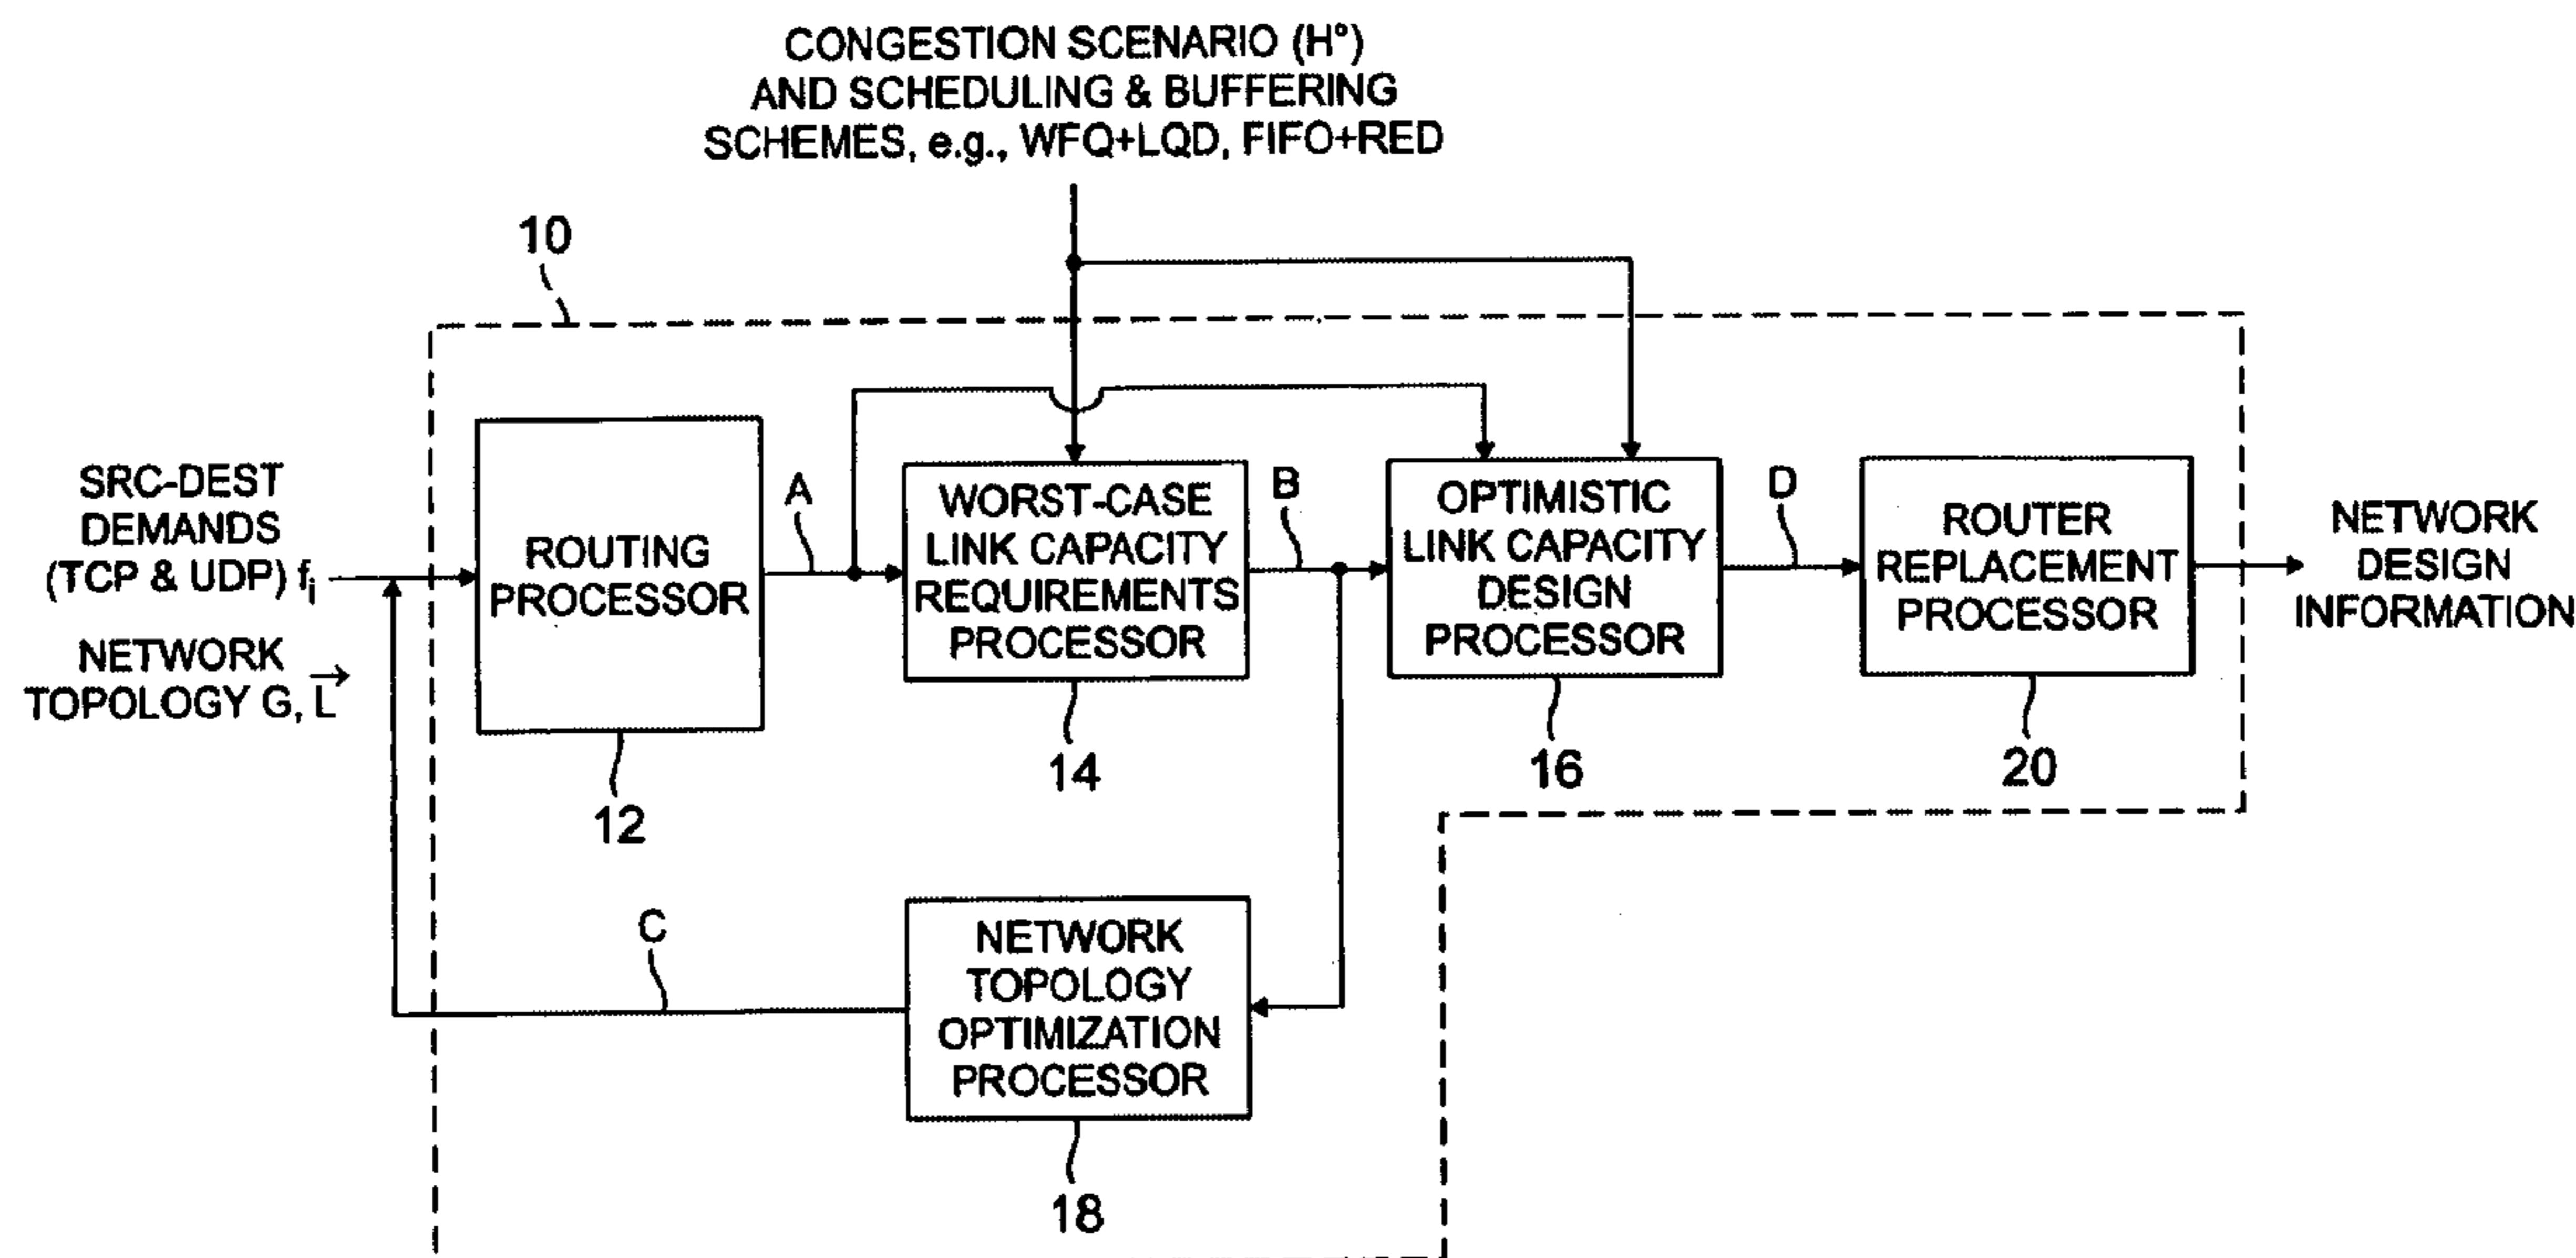 CONGESTION SCENARIO (H°)
AND SCHEDULING & BUFFERING
SCHEMES, e.g., WFQ+LQD, FIFO+RED
10
SRC-DEST
DEMANDS
(TCP & UDP) fi
NETWORK
TOPOLOGY G, L
ROUTING
PROCESSOR
12
A
WORST-CASE
LINK CAPACITY
REQUIREMENTS
PROCESSOR
14
B
OPTIMISTIC
LINK CAPACITY
DESIGN
PROCESSOR
16
D
ROUTER
REPLACEMENT
PROCESSOR
20
NETWORK
DESIGN
INFORMATION
C
NETWORK
TOPOLOGY
OPTIMIZATION
PROCESSOR
18